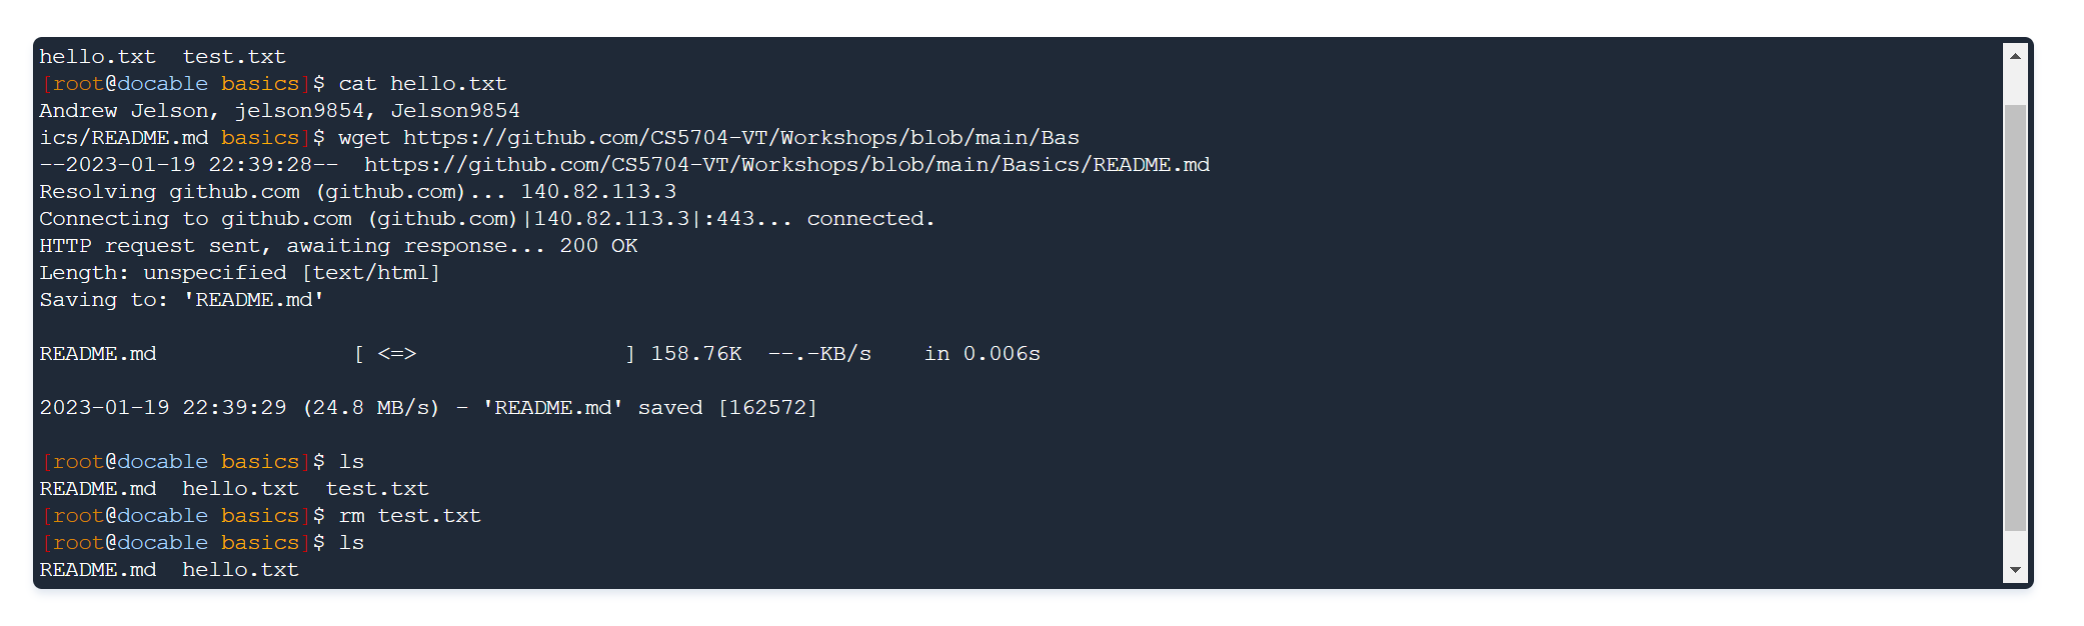 hello.txt  test.txt
[root@docable basics]$ cat hello.txt
Andrew Jelson, jelson9854, Jelson9854
ics/README.md basics]$ wget https://github.com/CS5704-VT/Workshops/blob/main/Bas
--2023-01-19 22:39:28--  https://github.com/CS5704-VT/Workshops/blob/main/Basics/README.md
Resolving github.com (github.com)... 140.82.113.3
Connecting to github.com (github.com)|140.82.113.3|:443... connected.
HTTP request sent, awaiting response... 200 OK
Length: unspecified [text/html]
Saving to: 'README.md'

README.md               [ <=>                ] 158.76K  --.-KB/s    in 0.006s

2023-01-19 22:39:29 (24.8 MB/s) - 'README.md' saved [162572]

[root@docable basics]$ ls
README.md  hello.txt  test.txt
[root@docable basics]$ rm test.txt
[root@docable basics]$ ls
README.md  hello.txt